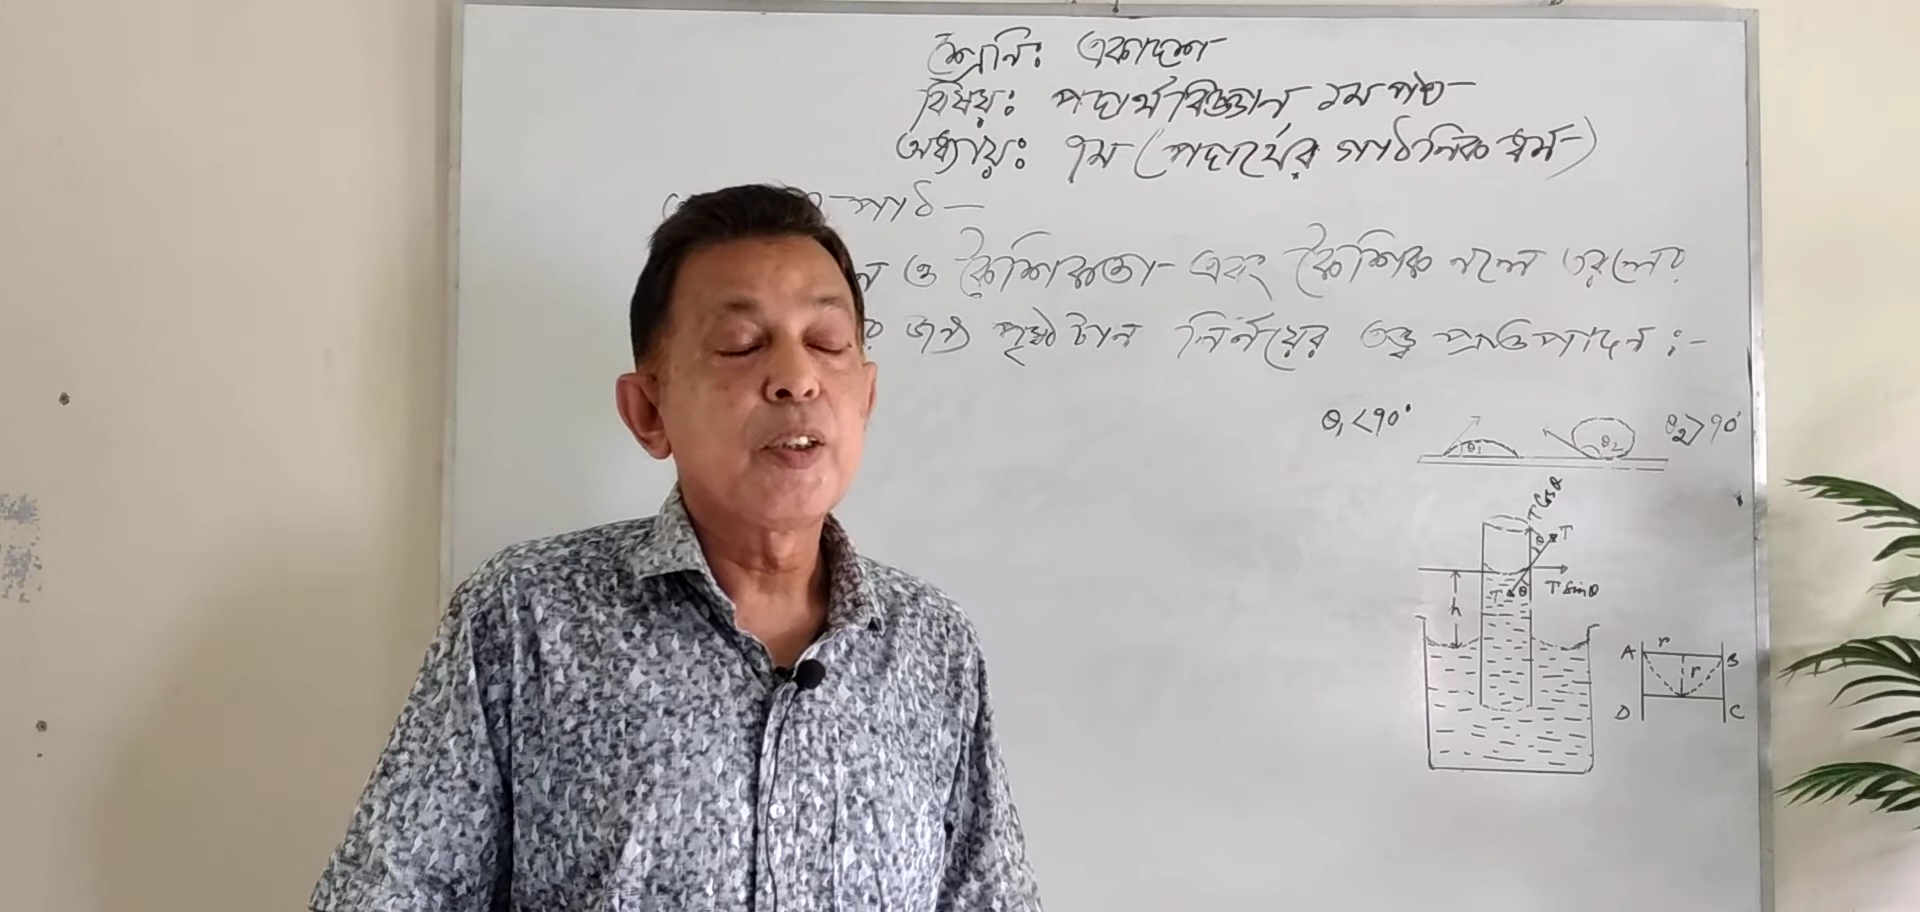 শ্রেনি: একাদশ
বিষয়: পদার্থবিজ্ঞান ১ম পত্র
অধ্যায়: ৭ম (পদার্থের গাঠনিক ধর্ম)
পাঠ
ও কৈশিকতা এবং কৈশিক নলে তরলের
জন্য পৃষ্ঠটান নির্নয়ের তত্ত্ব প্রতিপাদন :-
θ₁<90° θ₁ θ₂ θ₂>90°
T Cosθ
θ T
T θ T Sinθ
h
A r B
r
D C